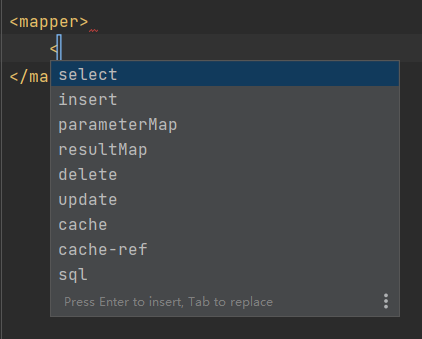 <mapper>
<
</ma
select
insert
parameterMap
resultMap
delete
update
cache
cache-ref
sql
Press Enter to insert, Tab to replace